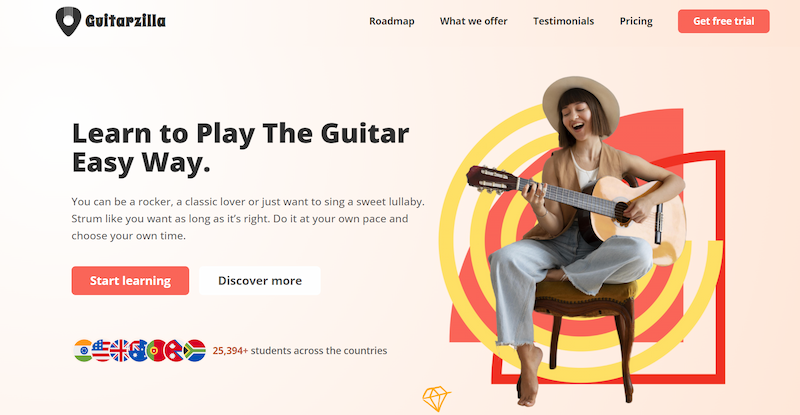 Guitarzilla
Roadmap
What we offer
Testimonials
Pricing
Get free trial
Learn to Play The Guitar
Easy Way.
You can be a rocker, a classic lover or just want to sing a sweet lullaby.
Strum like you want as long as it’s right. Do it at your own pace and
choose your own time.
Start learning
Discover more
25,394+ students across the countries